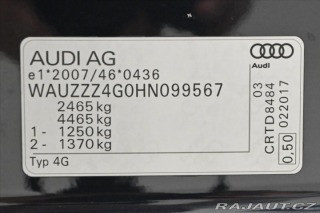 AUDI AG
e1*2007/46*0436
WAUZZZ4G0HN099567
2465 kg
4465 kg
1 - 1250 kg
2 - 1370 kg
Typ 4G
Audi
03
CRTD8484
022017
0,50
RAJAUT.CZ